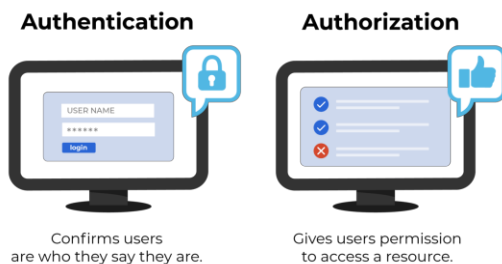 Authentication
USER NAME
******
login
Confirms users
are who they say they are.
Authorization
Gives users permission
to access a resource.